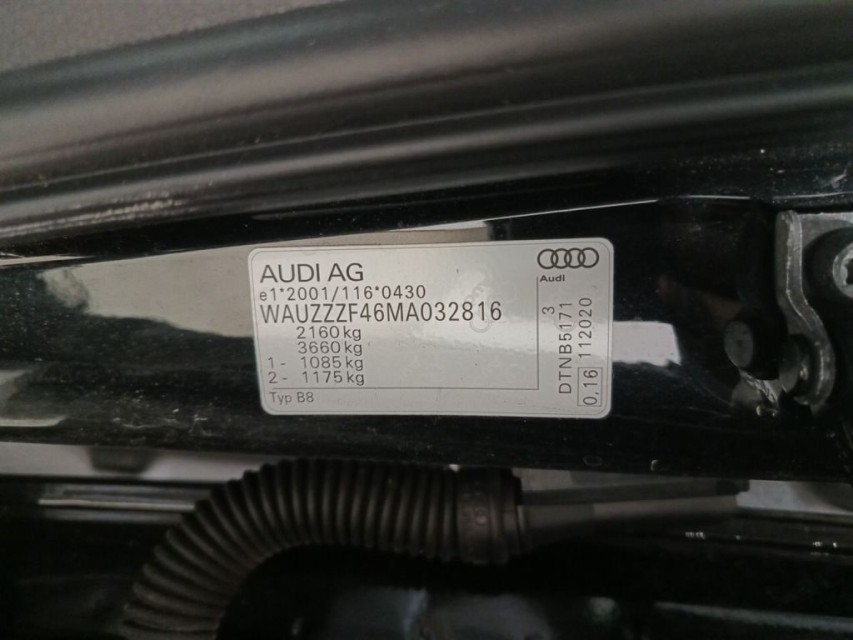 AUDI AG
Audi
e1*2001/116*0430
WAUZZZF46MA032816
2160kg
3660kg
1- 1085kg
2- 1175kg
Typ B8
DTNB5171
3
112020
0,16